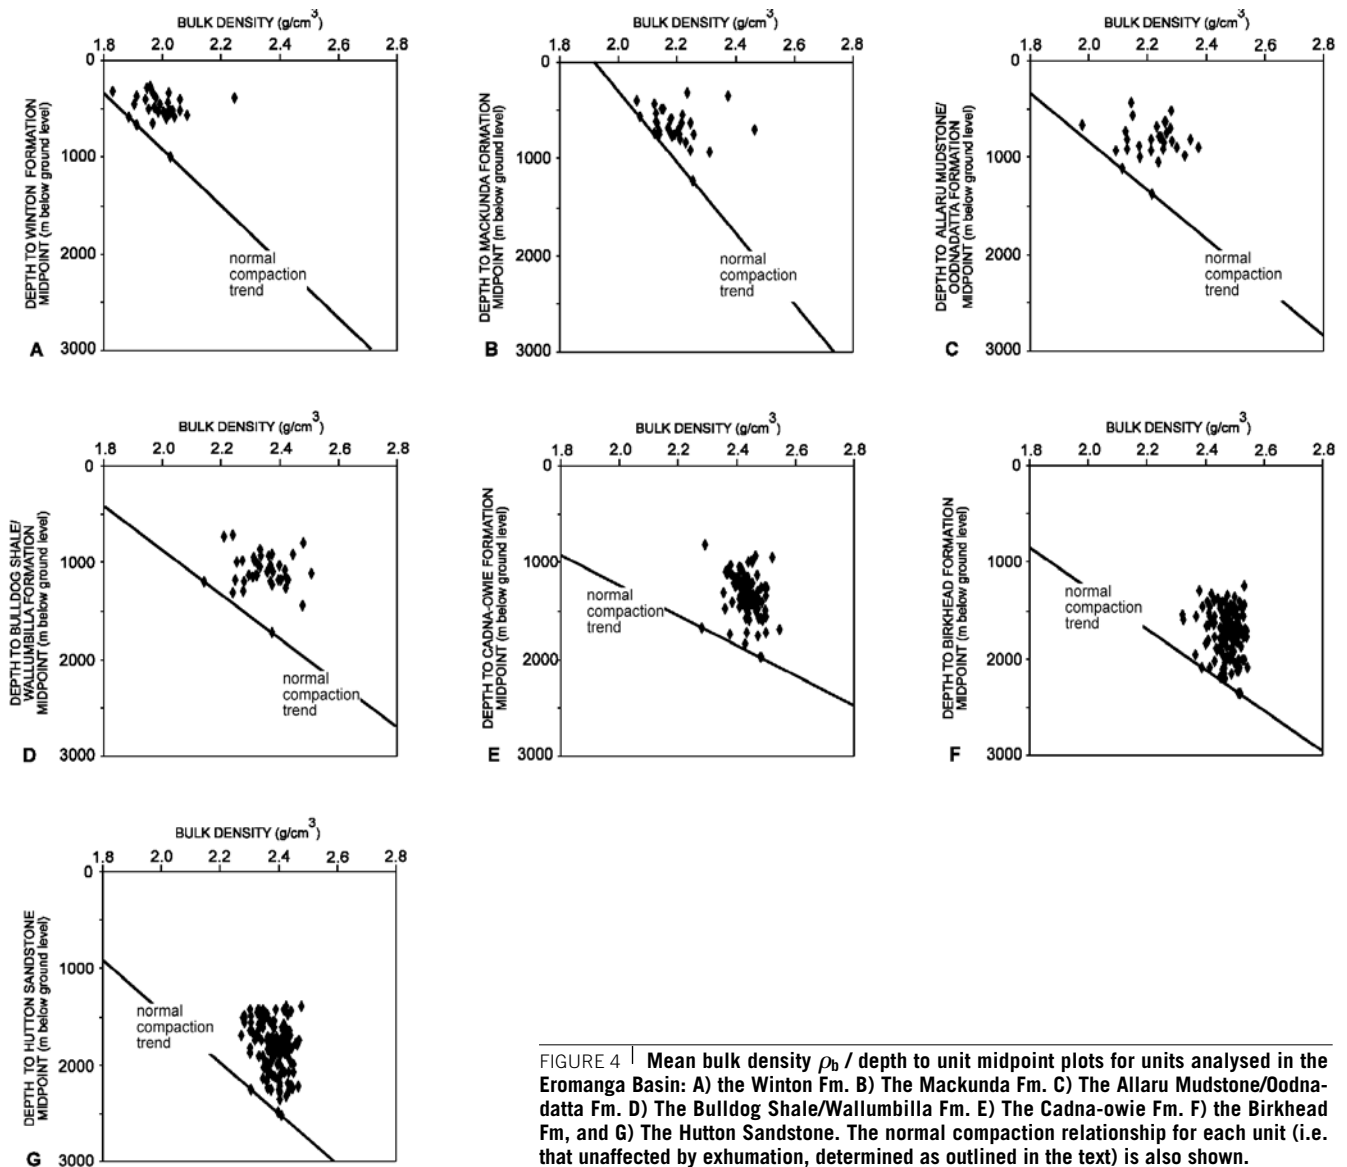 BULK DENSITY (g/cm³)
1.8 2.0 2.2 2.4 2.6 2.8
0
1000
2000
3000
DEPTH TO WINTON FORMATION
MIDPOINT (m below ground level)
normal
compaction
trend
A
BULK DENSITY (g/cm³)
2.0 2.2 2.4 2.6 2.8
0
1000
2000
3000
DEPTH TO MACKUNDA FORMATION
MIDPOINT (m below ground level)
normal
compaction
trend
B
BULK DENSITY (g/cm³)
1.8 2.0 2.2 2.4 2.6 2.8
0
1000
2000
3000
DEPTH TO ALLARU MUDSTONE/
OODNADATTA FORMATION
MIDPOINT (m below ground level)
normal
compaction
trend
C
BULK DENSITY (g/cm³)
1.8 2.0 2.2 2.4 2.6 2.8
0
1000
2000
3000
DEPTH TO BULLDOG SHALE/
WALLUMBILLA FORMATION
MIDPOINT (m below ground level)
normal
compaction
trend
D
BULK DENSITY (g/cm³)
1.8 2.0 2.2 2.4 2.6 2.8
0
1000
2000
3000
DEPTH TO CADNA-OWIE FORMATION
MIDPOINT (m below ground level)
normal
compaction
trend
E
BULK DENSITY (g/cm³)
1.8 2.0 2.2 2.4 2.6 2.8
0
1000
2000
3000
DEPTH TO BIRKHEAD FORMATION
MIDPOINT (m below ground level)
normal
compaction
trend
F
BULK DENSITY (g/cm³)
1.8 2.0 2.2 2.4 2.6 2.8
0
1000
2000
3000
DEPTH TO HUTTON SANDSTONE
MIDPOINT (m below ground level)
normal
compaction
trend
G
FIGURE 4 | Mean bulk density ρb / depth to unit midpoint plots for units analysed in the
Eromanga Basin: A) the Winton Fm. B) The Mackunda Fm. C) The Allaru Mudstone/Oodna-
datta Fm. D) The Bulldog Shale/Wallumbilla Fm. E) The Cadna-owie Fm. F) the Birkhead
Fm, and G) The Hutton Sandstone. The normal compaction relationship for each unit (i.e.
that unaffected by exhumation, determined as outlined in the text) is also shown.